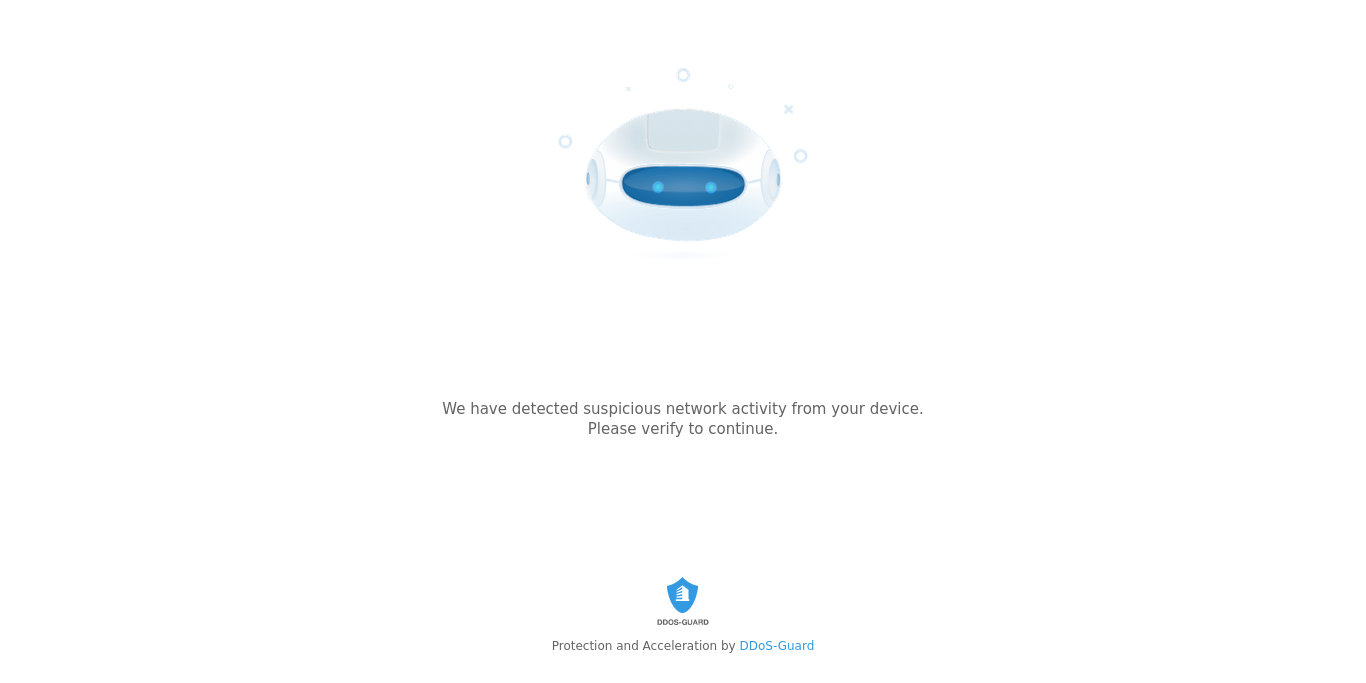 We have detected suspicious network activity from your device.
Please verify to continue.
DDOS-GUARD
Protection and Acceleration by DDoS-Guard